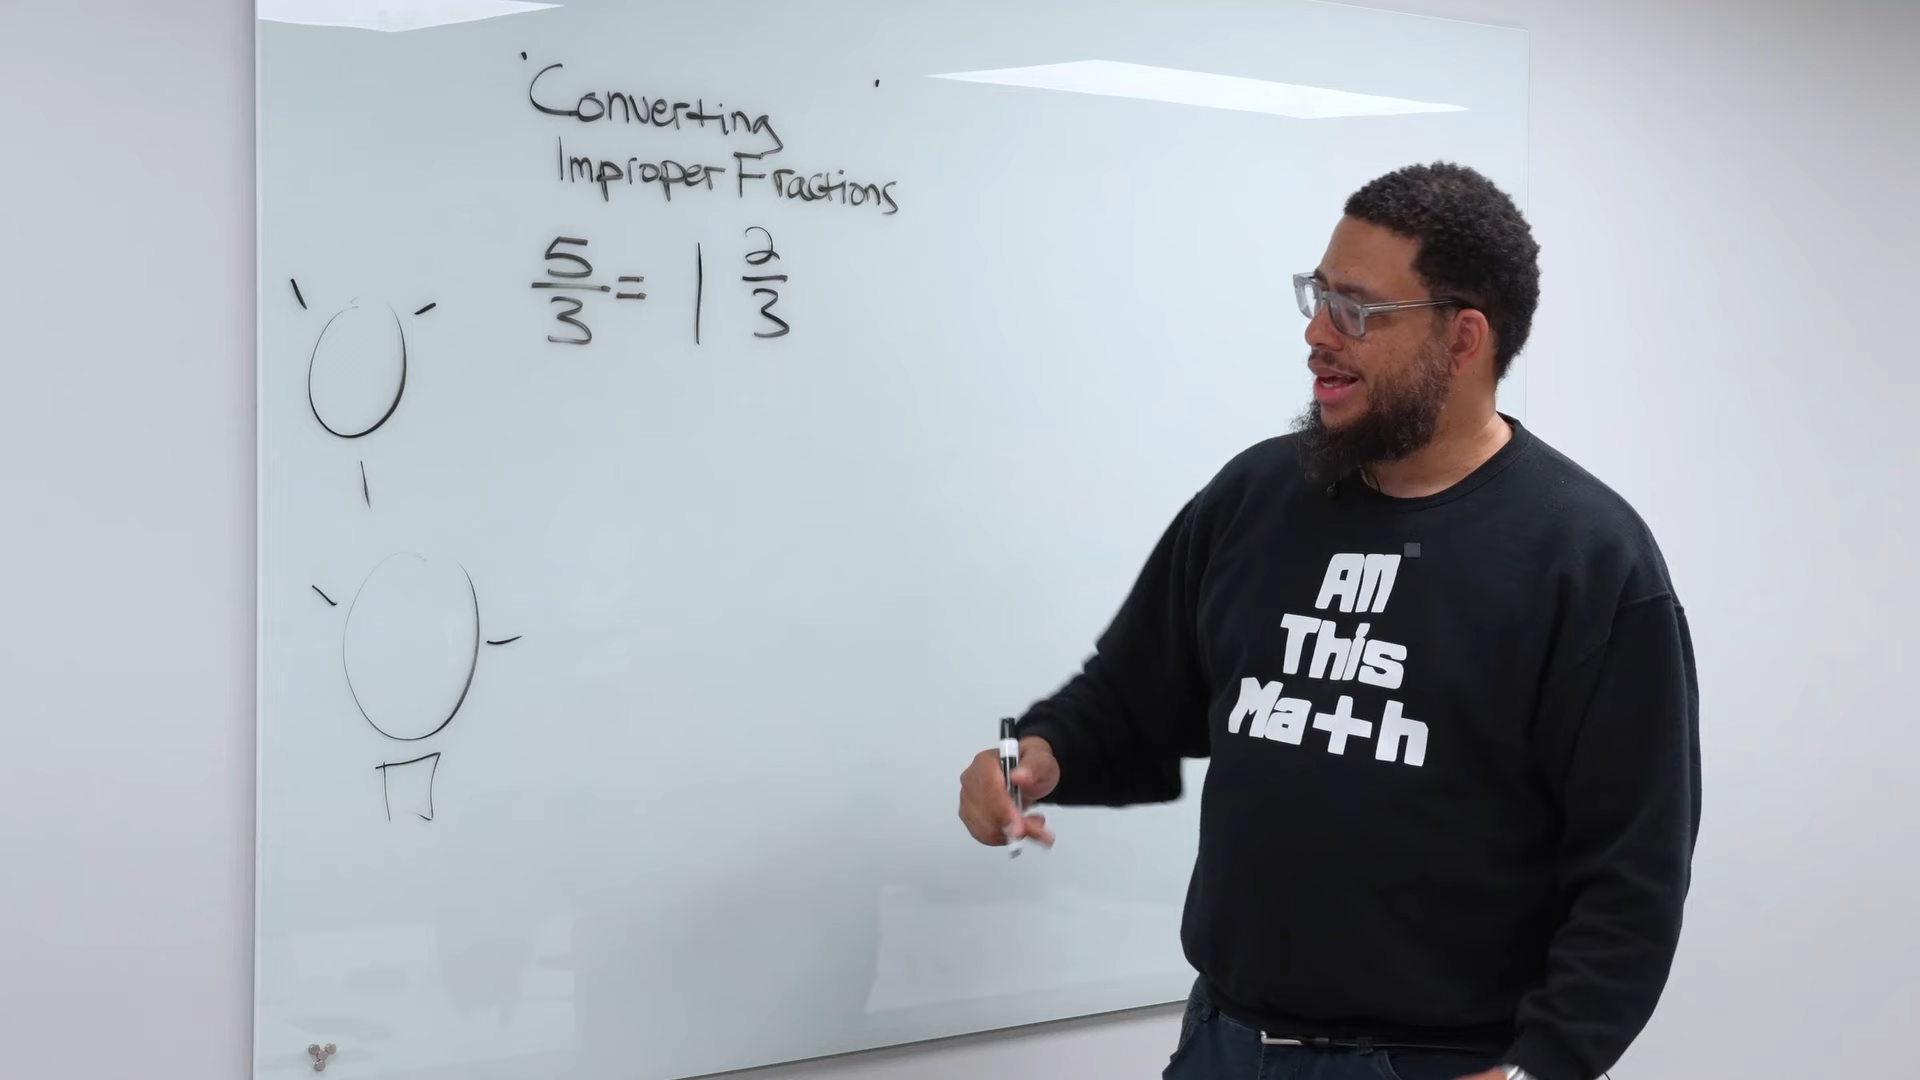 Converting
Improper Fractions
5/3 = 1 2/3
All
This
Math